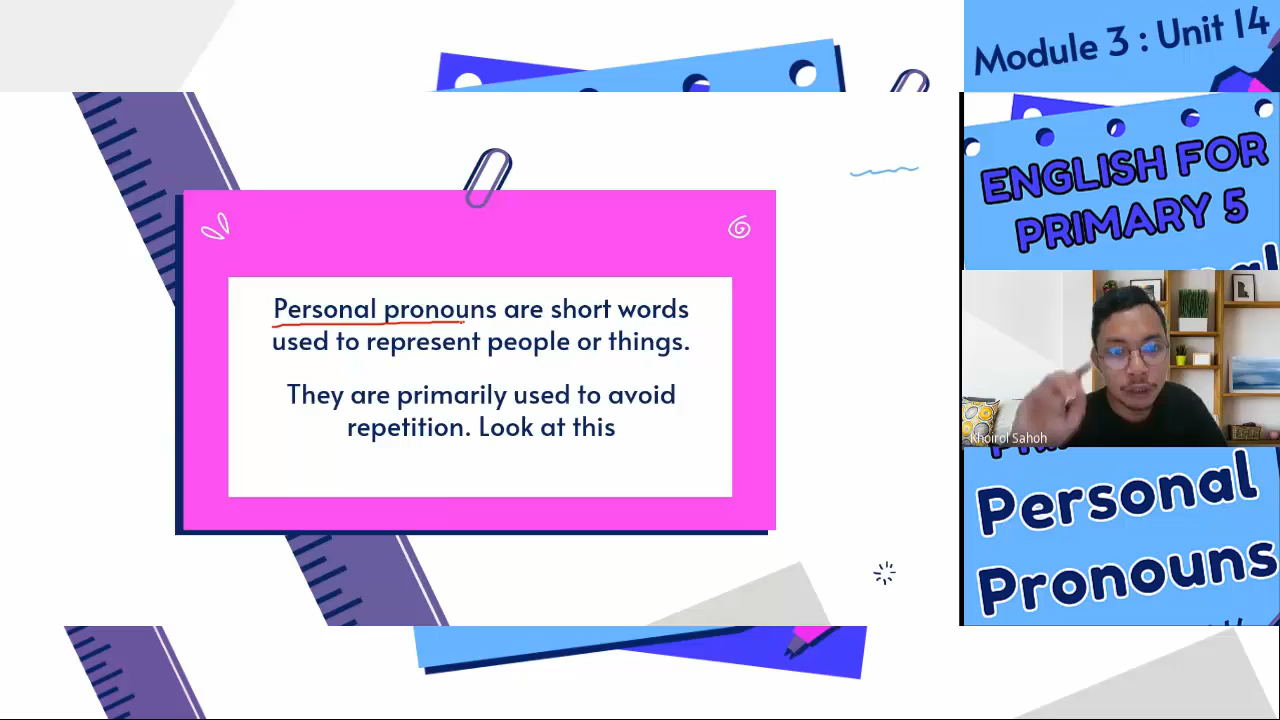 Module 3 : Unit 14
ENGLISH FOR
PRIMARY 5
Personal pronouns are short words
used to represent people or things.
They are primarily used to avoid
repetition. Look at this
Khoirol Sahoh
Personal
Pronouns